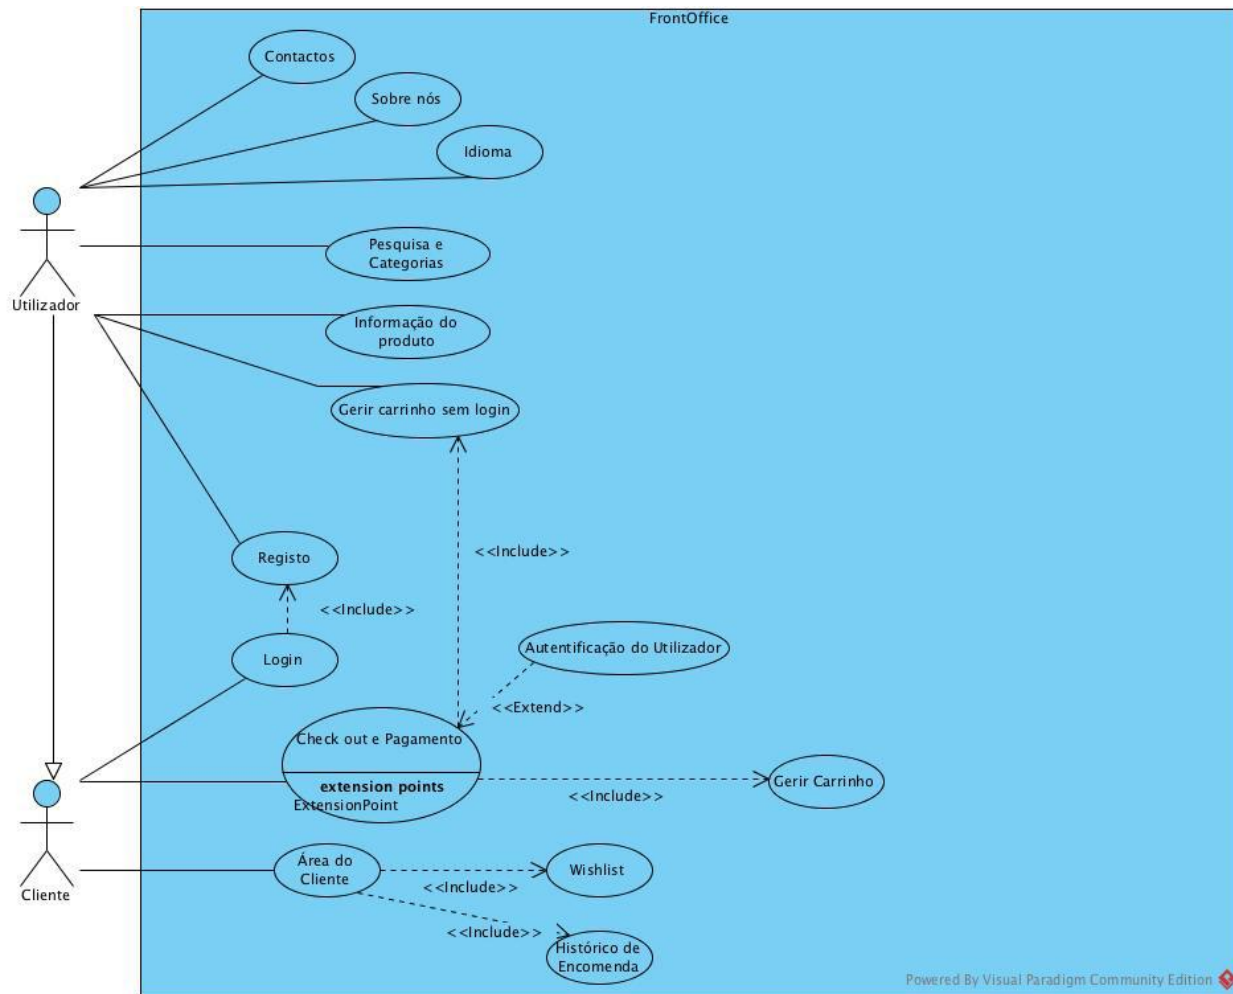 FrontOffice
Contactos
Sobre nós
Idioma
Pesquisa e
Categorias
Utilizador
Informação do
produto
Gerir carrinho sem login
<<Include>>
Registo
<<Include>>
Autentificação do Utilizador
Login
<<Extend>>
Check out e Pagamento
extension points
ExtensionPoint
Gerir Carrinho
<<Include>>
Área do
Cliente
Wishlist
<<Include>>
Cliente
<<Include>>
Histórico de
Encomenda
Powered By Visual Paradigm Community Edition